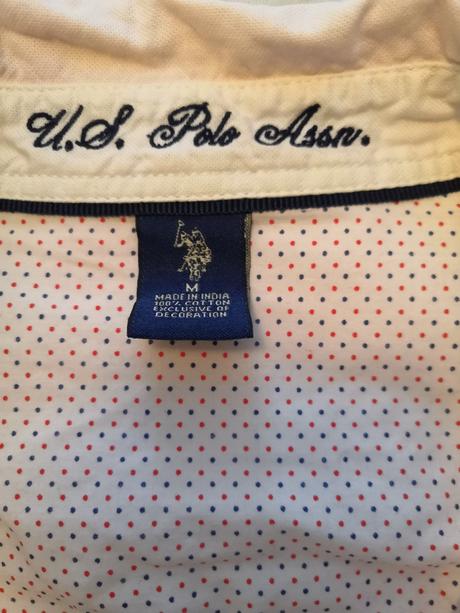 U.S. Polo Assn.
M
MADE IN INDIA
100% COTTON
EXCLUSIVE OF
DECORATION